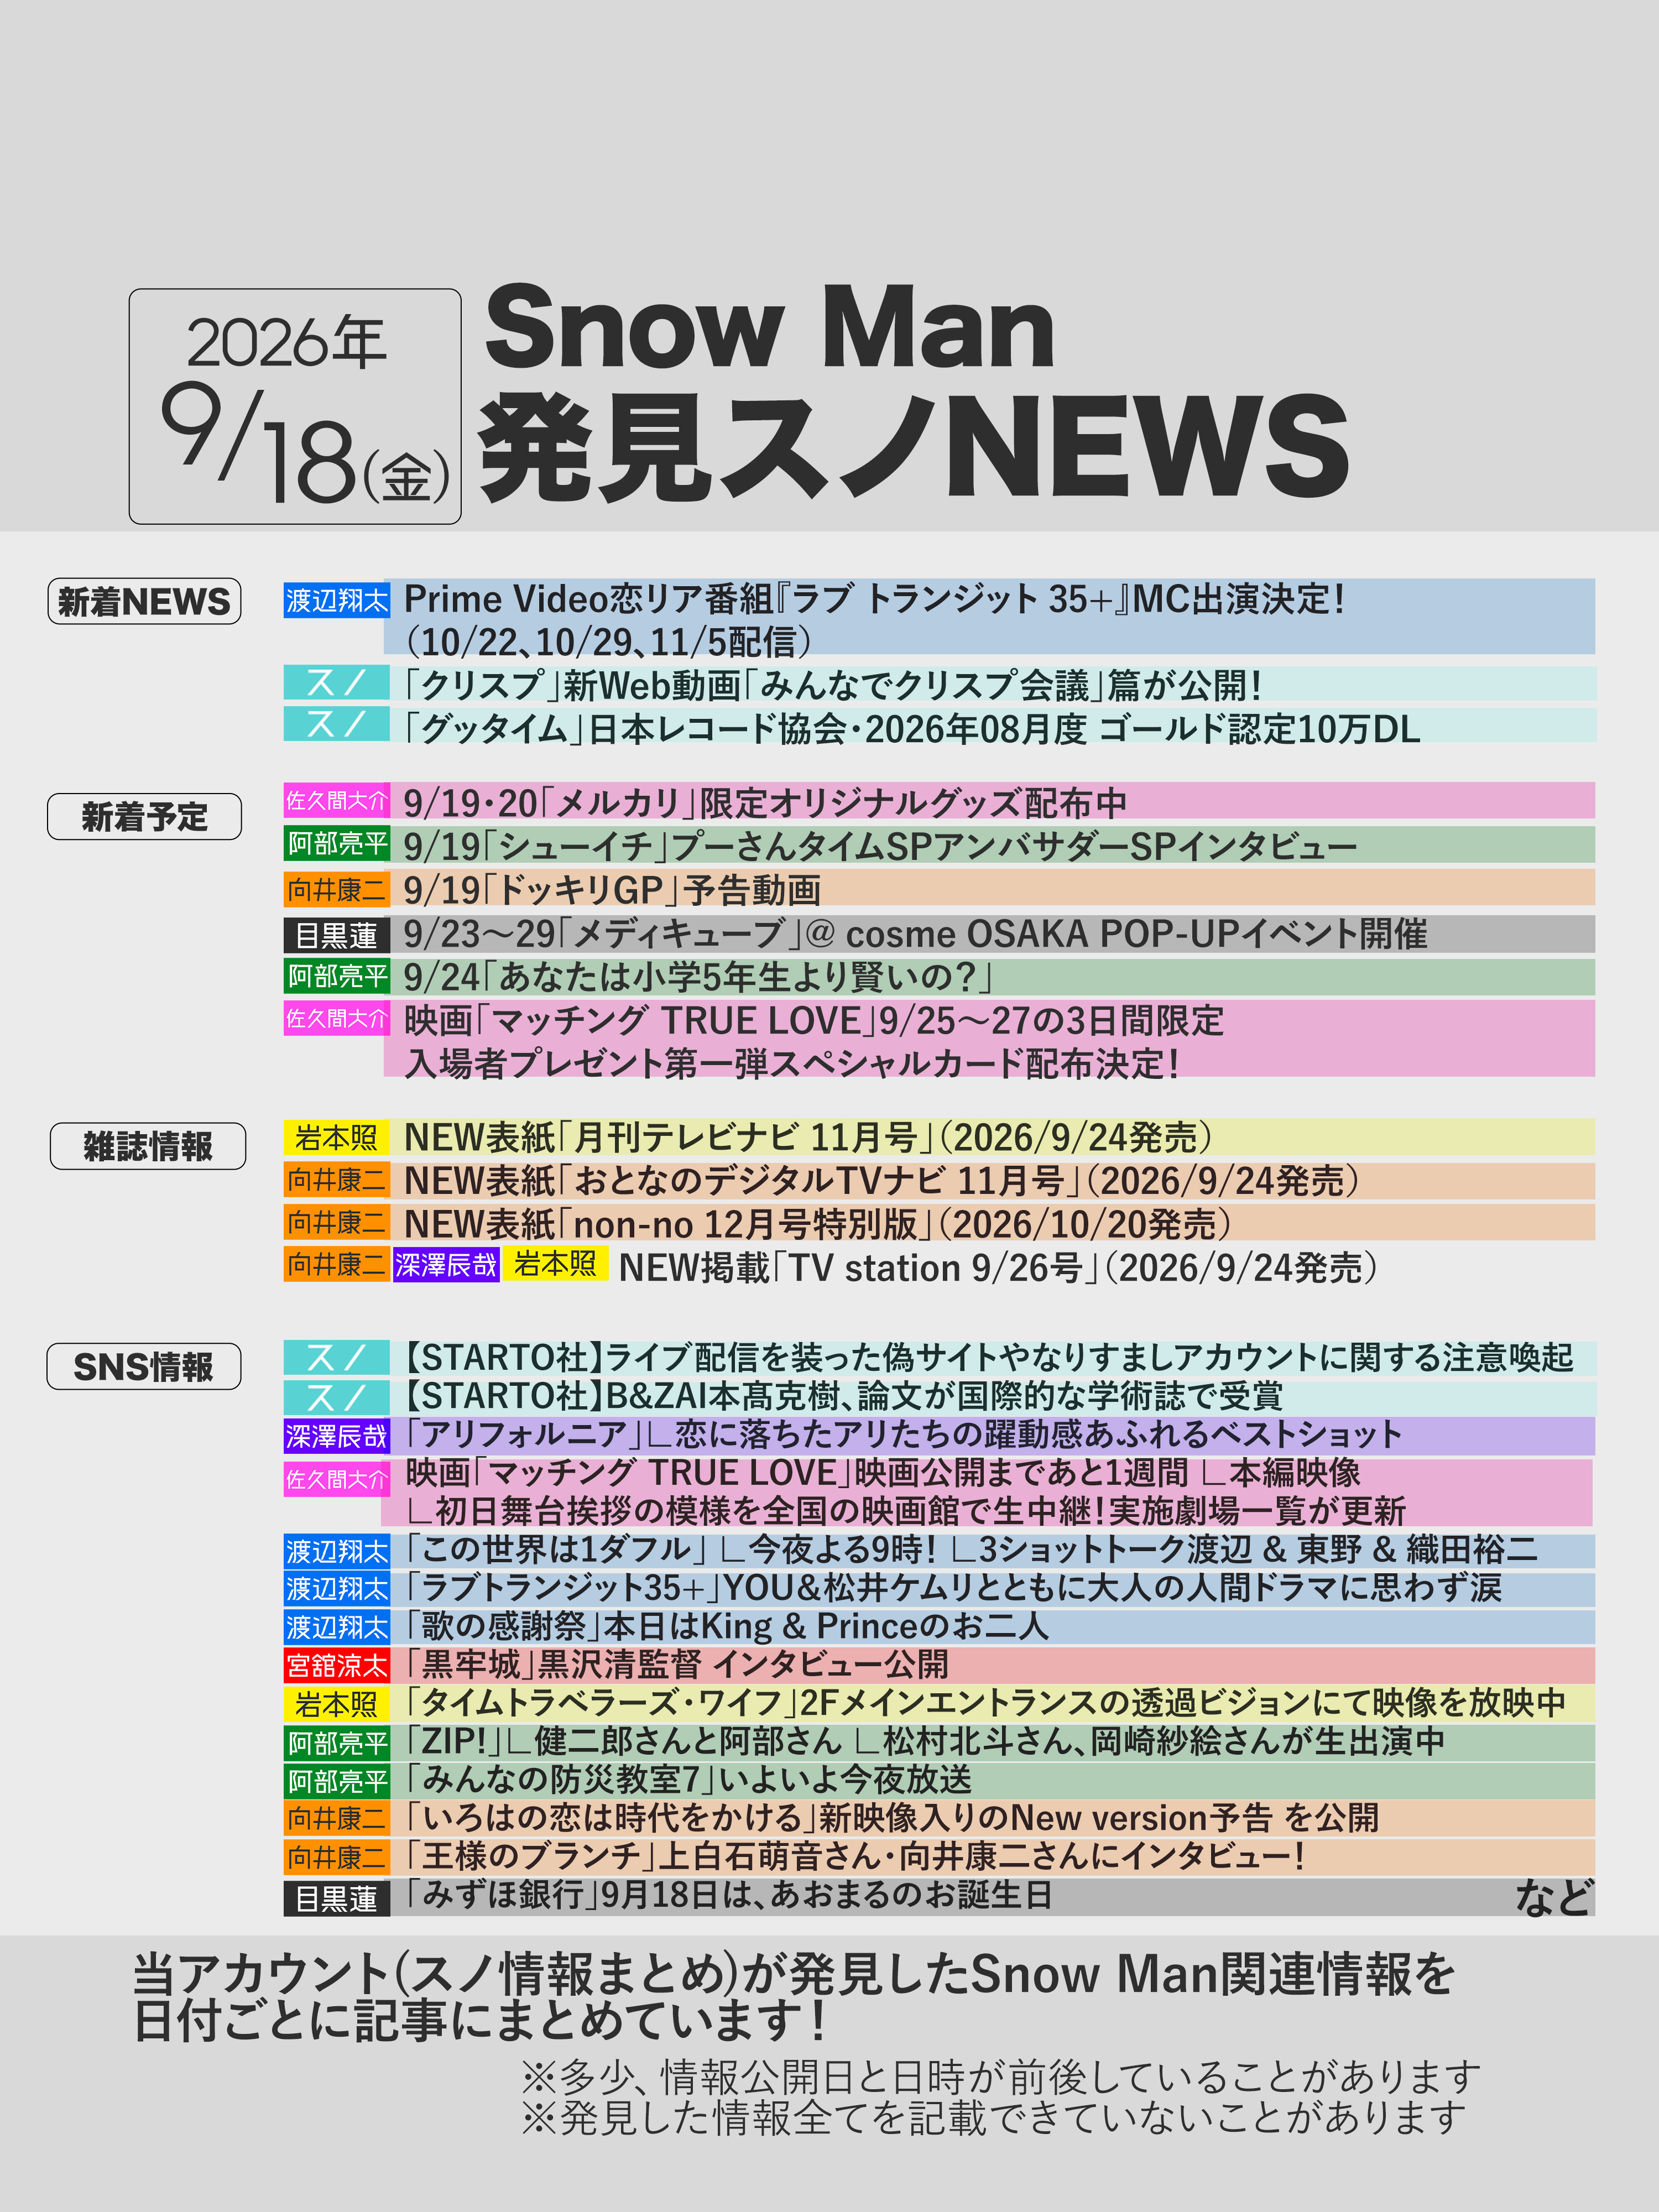 2026年
9/18(金)
Snow Man
発見スノNEWS
新着NEWS
渡辺翔太 Prime Video恋リア番組『ラブ トランジット 35+』MC出演決定！
（10/22、10/29、11/5配信）
スノ 「クリスプ」新Web動画「みんなでクリスプ会議」篇が公開！
スノ 「グッタイム」日本レコード協会・2026年08月度 ゴールド認定10万DL
新着予定
佐久間大介 9/19・20「メルカリ」限定オリジナルグッズ配布中
阿部亮平 9/19「シューイチ」プーさんタイムSPアンバサダーSPインタビュー
向井康二 9/19「ドッキリGP」予告動画
目黒蓮 9/23～29「メディキューブ」@ cosme OSAKA POP-UPイベント開催
阿部亮平 9/24「あなたは小学5年生より賢いの？」
佐久間大介 映画「マッチング TRUE LOVE」9/25～27の3日間限定
入場者プレゼント第一弾スペシャルカード配布決定！
雑誌情報
岩本照 NEW表紙「月刊テレビナビ 11月号」（2026/9/24発売）
向井康二 NEW表紙「おとなのデジタルTVナビ 11月号」（2026/9/24発売）
向井康二 NEW表紙「non-no 12月号特別版」（2026/10/20発売）
向井康二 深澤辰哉 岩本照 NEW掲載「TV station 9/26号」（2026/9/24発売）
SNS情報
スノ 【STARTO社】ライブ配信を装った偽サイトやなりすましアカウントに関する注意喚起
スノ 【STARTO社】B&ZAI本髙克樹、論文が国際的な学術誌で受賞
深澤辰哉 「アリフォルニア」∟恋に落ちたアリたちの躍動感あふれるベストショット
佐久間大介 映画「マッチング TRUE LOVE」映画公開まであと1週間 ∟本編映像
∟初日舞台挨拶の模様を全国の映画館で生中継！実施劇場一覧が更新
渡辺翔太 「この世界は1ダフル」 ∟今夜よる9時！ ∟3ショットトーク渡辺 & 東野 & 織田裕二
渡辺翔太 「ラブトランジット35+」YOU&松井ケムリとともに大人の人間ドラマに思わず涙
渡辺翔太 「歌の感謝祭」本日はKing & Princeのお二人
宮舘涼太 「黒牢城」黒沢清監督 インタビュー公開
岩本照 「タイムトラベラーズ・ワイフ」2Fメインエントランスの透過ビジョンにて映像を放映中
阿部亮平 「ZIP!」∟健二郎さんと阿部さん ∟松村北斗さん、岡崎紗絵さんが生出演中
阿部亮平 「みんなの防災教室7」いよいよ今夜放送
向井康二 「いろはの恋は時代をかける」新映像入りのNew version予告 を公開
向井康二 「王様のブランチ」上白石萌音さん・向井康二さんにインタビュー！
目黒蓮 「みずほ銀行」9月18日は、あおまるのお誕生日 など
当アカウント(スノ情報まとめ)が発見したSnow Man関連情報を
日付ごとに記事にまとめています！
※多少、情報公開日と日時が前後していることがあります
※発見した情報全てを記載できていないことがあります